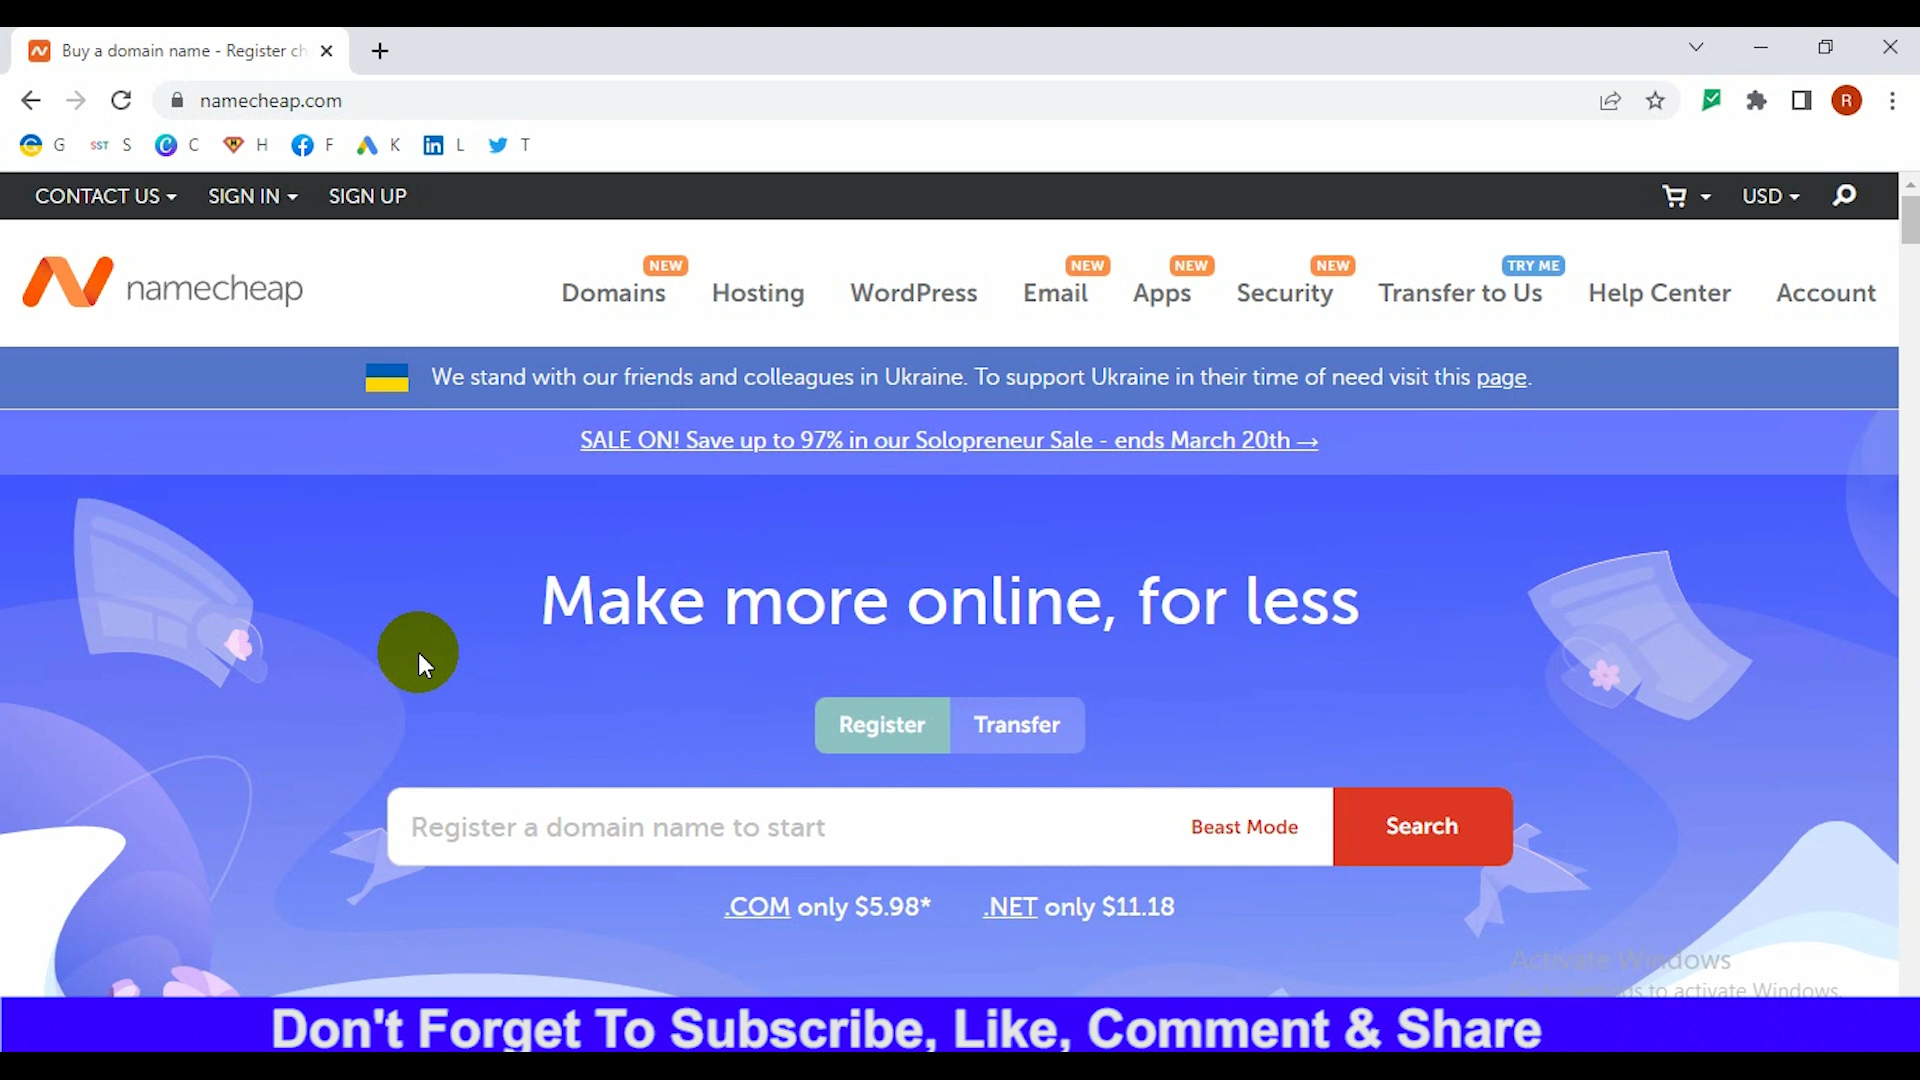 Buy a domain name - Register ch
namecheap.com
G SST S C H F K in L T
CONTACT US SIGN IN SIGN UP USD
NEW NEW NEW NEW TRY ME
namecheap Domains Hosting WordPress Email Apps Security Transfer to Us Help Center Account
We stand with our friends and colleagues in Ukraine. To support Ukraine in their time of need visit this page.
SALE ON! Save up to 97% in our Solopreneur Sale - ends March 20th →
Make more online, for less
Register Transfer
Register a domain name to start Beast Mode Search
.COM only $5.98* .NET only $11.18
Activate Windows
to activate Windows.
Don't Forget To Subscribe, Like, Comment & Share